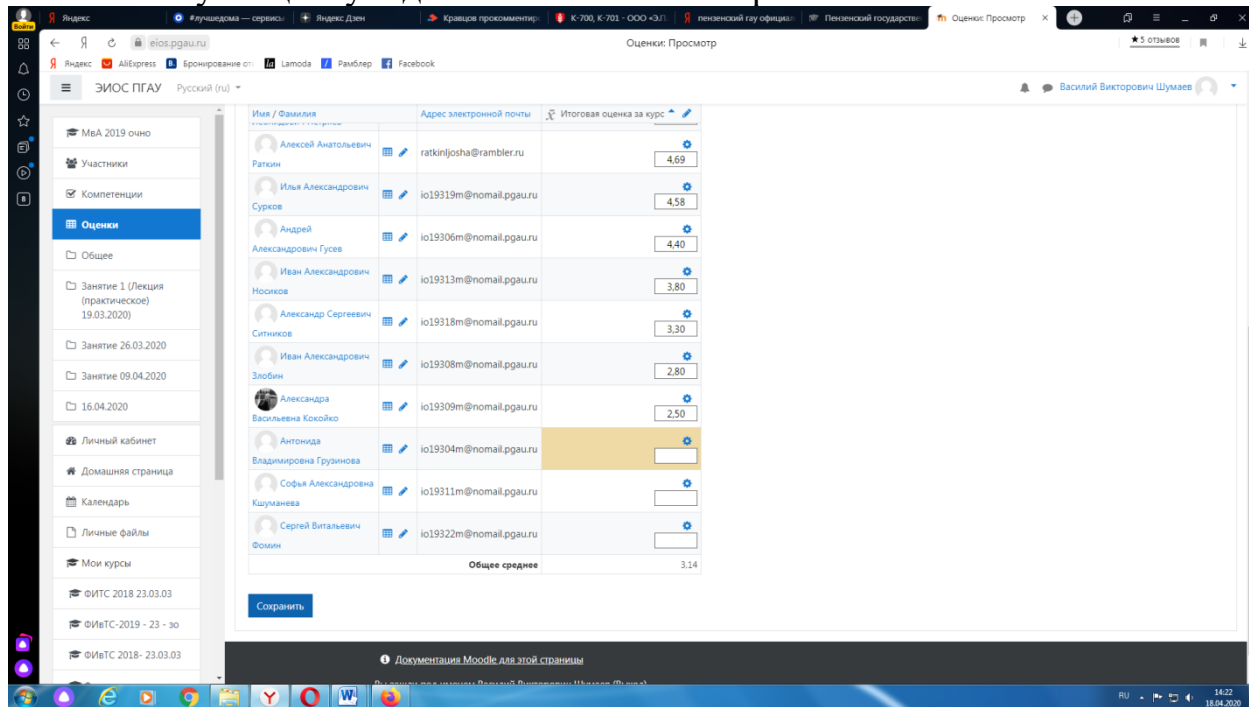 Яндекс
#лучшедома — сервисы
Яндекс.Дзен
Кравцов прокомментир
К-700, К-701 - ООО «ЭЛ
пензенский гау официал
Пензенский государстве
Оценки: Просмотр
Войти
eios.pgau.ru
Оценки: Просмотр
★5 отзывов
Яндекс
AliExpress
Бронирование от
Lamoda
Рамблер
Facebook
ЭИОС ПГАУ
Русский (ru)
Василий Викторович Шумаев
МвА 2019 очно
Участники
Компетенции
Оценки
Общее
Занятие 1 (Лекция
(практическое)
19.03.2020)
Занятие 26.03.2020
Занятие 09.04.2020
16.04.2020
Личный кабинет
Домашняя страница
Календарь
Личные файлы
Мои курсы
ФИТС 2018 23.03.03
ФИвТС-2019 - 23 - зо
ФИвТС 2018- 23.03.03
Имя / Фамилия
Адрес электронной почты
Итоговая оценка за курс
Алексей Анатольевич
Раткин
ratkinljosha@rambler.ru
4,69
Илья Александрович
Сурков
io19319m@nomail.pgau.ru
4,58
Андрей
Александрович Гусев
io19306m@nomail.pgau.ru
4,40
Иван Александрович
Носиков
io19313m@nomail.pgau.ru
3,80
Александр Сергеевич
Ситников
io19318m@nomail.pgau.ru
3,30
Иван Александрович
Злобин
io19308m@nomail.pgau.ru
2,80
Александра
Васильевна Кокойко
io19309m@nomail.pgau.ru
2,50
Антонида
Владимировна Грузинова
io19304m@nomail.pgau.ru
Софья Александровна
Кшуманева
io19311m@nomail.pgau.ru
Сергей Витальевич
Фомин
io19322m@nomail.pgau.ru
Общее среднее
3,14
Сохранить
Документация Moodle для этой страницы
RU
14:22
18.04.2020